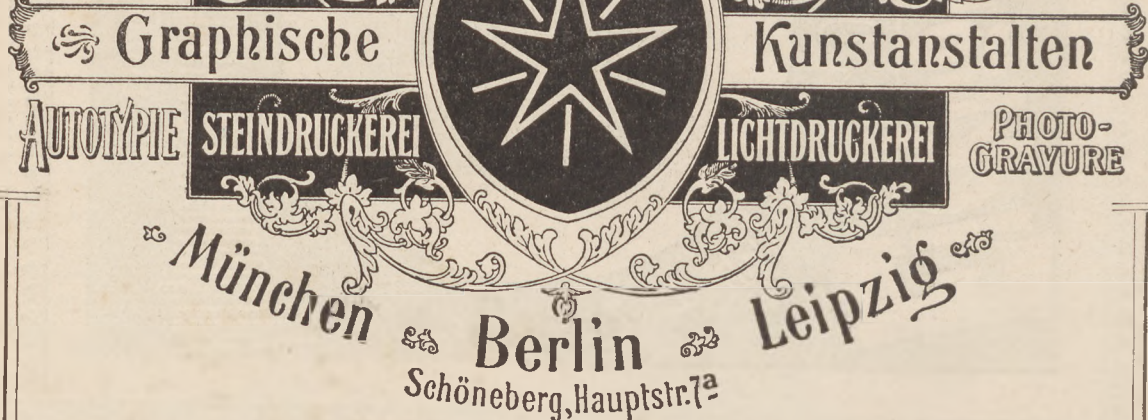 Graphische Kunstanstalten
AUTOTYPIE STEINDRUCKEREI LICHTDRUCKEREI PHOTO-
GRAVURE
München Berlin Leipzig
Schöneberg, Hauptstr. 7a